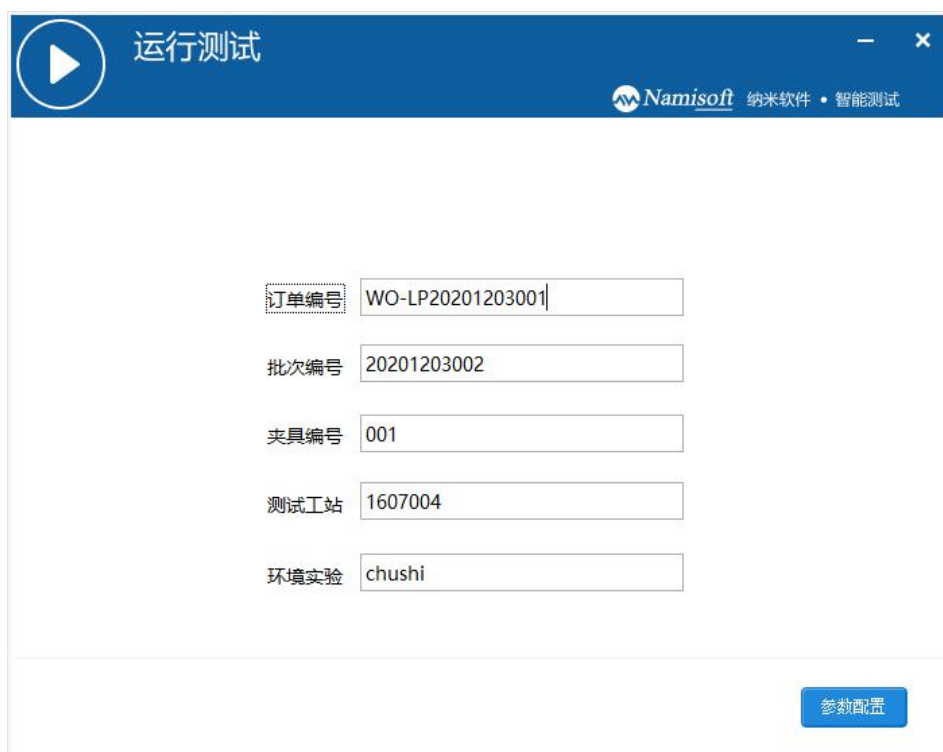 运行测试
Namisoft 纳米软件 • 智能测试
订单编号 WO-LP20201203001
批次编号 20201203002
夹具编号 001
测试工站 1607004
环境实验 chushi
参数配置